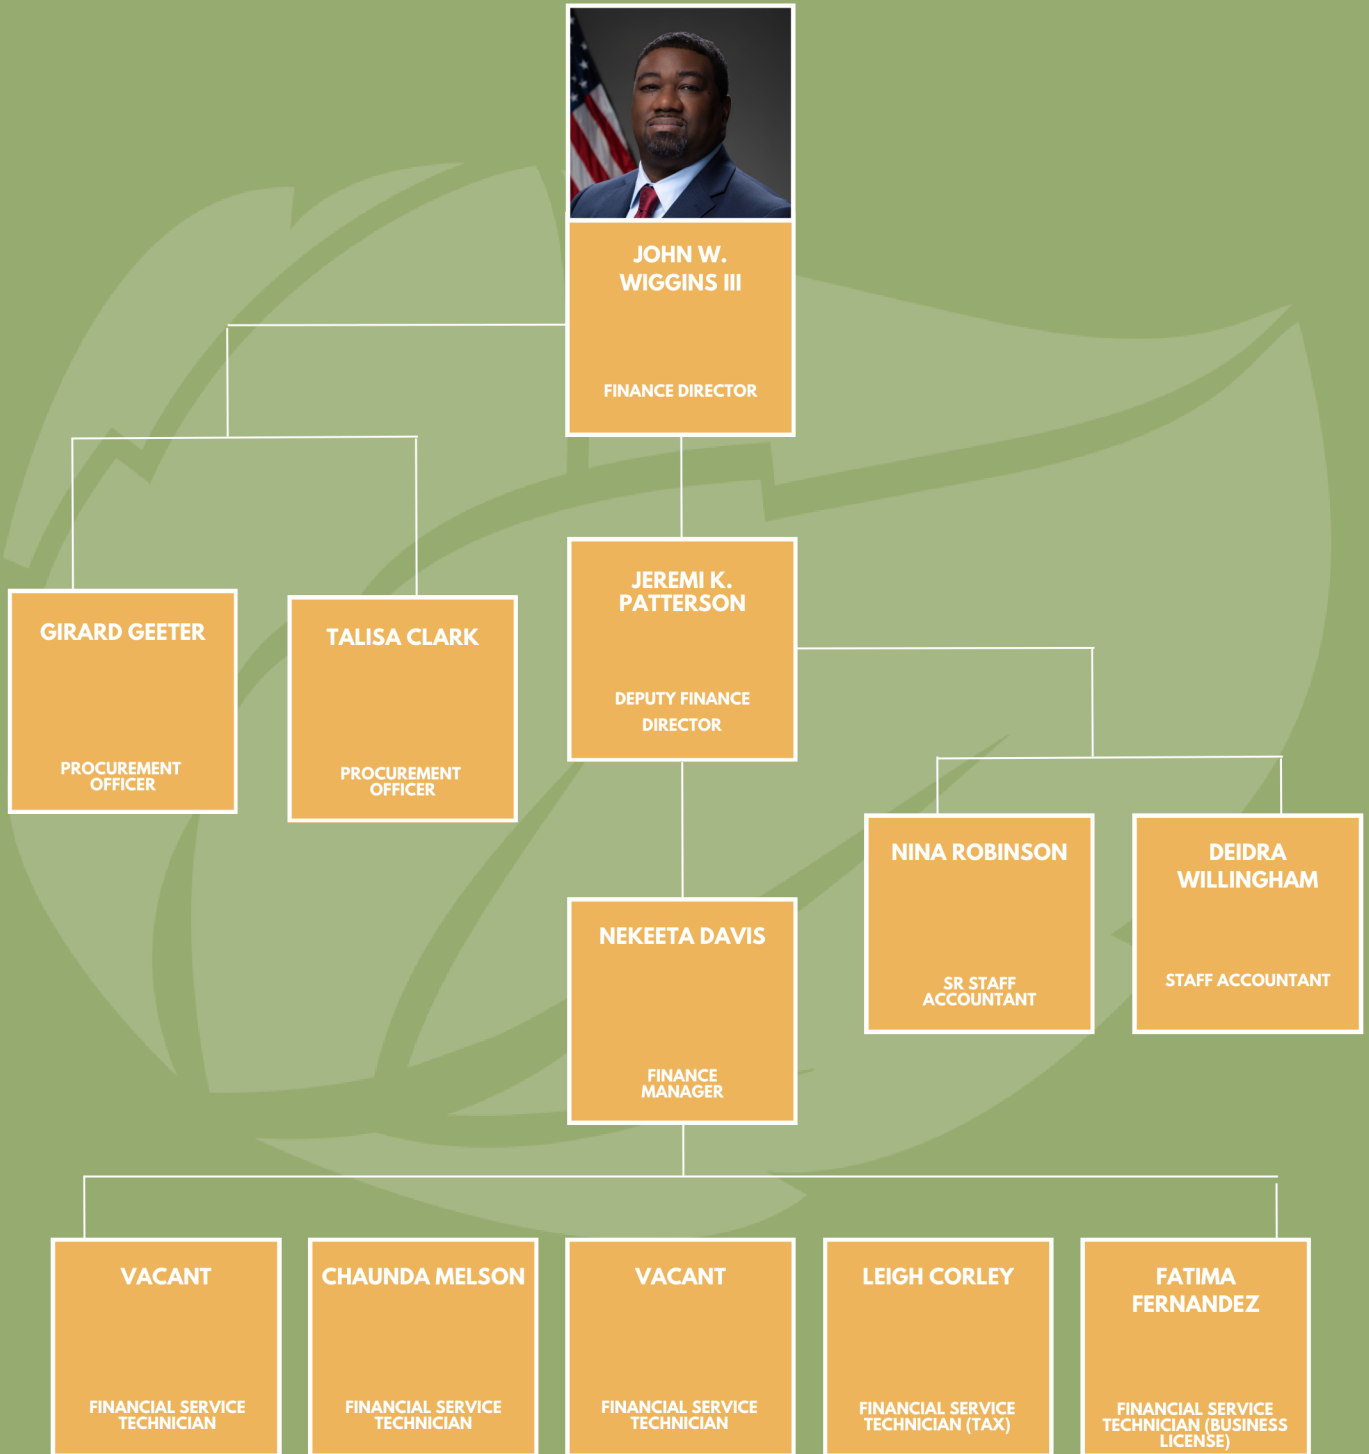 JOHN W.
WIGGINS III
FINANCE DIRECTOR
JEREMI K.
PATTERSON
DEPUTY FINANCE
DIRECTOR
GIRARD GEETER
PROCUREMENT
OFFICER
TALISA CLARK
PROCUREMENT
OFFICER
NINA ROBINSON
SR STAFF
ACCOUNTANT
DEIDRA
WILLINGHAM
STAFF ACCOUNTANT
NEKEETA DAVIS
FINANCE
MANAGER
VACANT
FINANCIAL SERVICE
TECHNICIAN
CHAUNDA MELSON
FINANCIAL SERVICE
TECHNICIAN
VACANT
FINANCIAL SERVICE
TECHNICIAN
LEIGH CORLEY
FINANCIAL SERVICE
TECHNICIAN (TAX)
FATIMA
FERNANDEZ
FINANCIAL SERVICE
TECHNICIAN (BUSINESS
LICENSE)